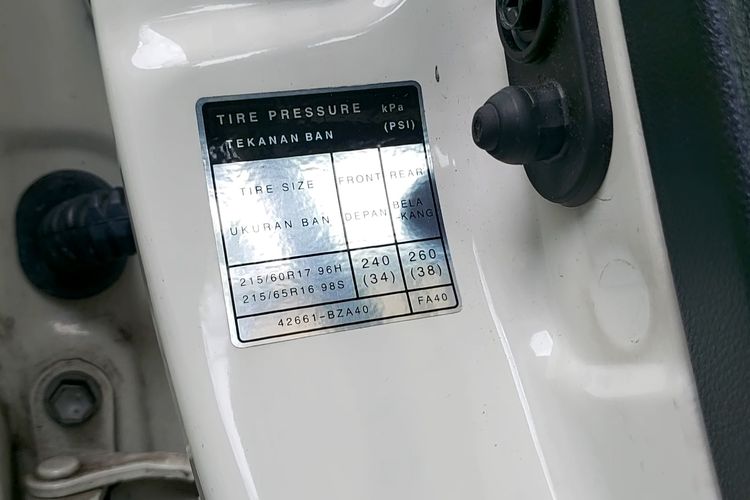 TIRE PRESSURE kPa
TEKANAN BAN (PSI)
TIRE SIZE FRONT REAR
UKURAN BAN DEPAN BELA
-KANG
215/60R17 96H 240 260
215/65R16 98S (34) (38)
42661-BZA40 FA40